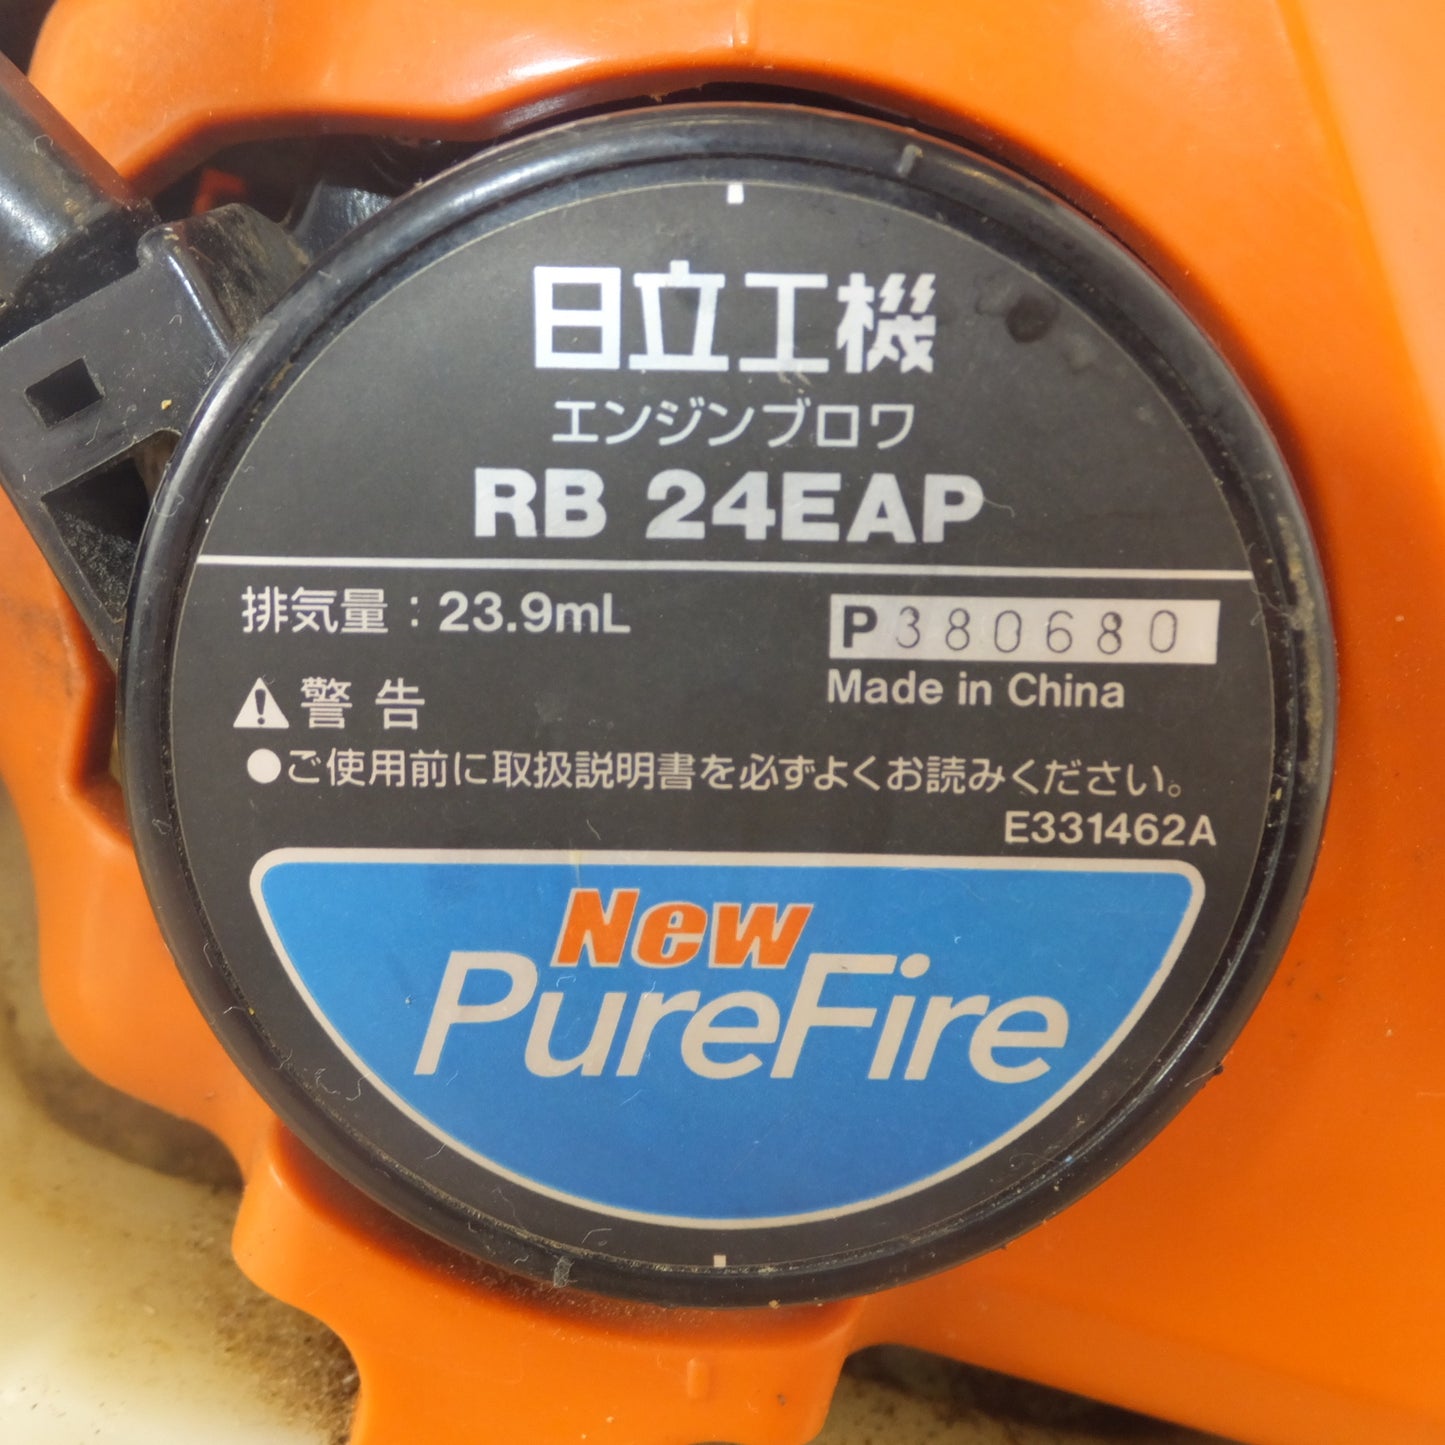 日立工機
エンジンブロワ
RB 24EAP
排気量 : 23.9mL
P380680
Made in China
警告
●ご使用前に取扱説明書を必ずよくお読みください。
E331462A
New
PureFire